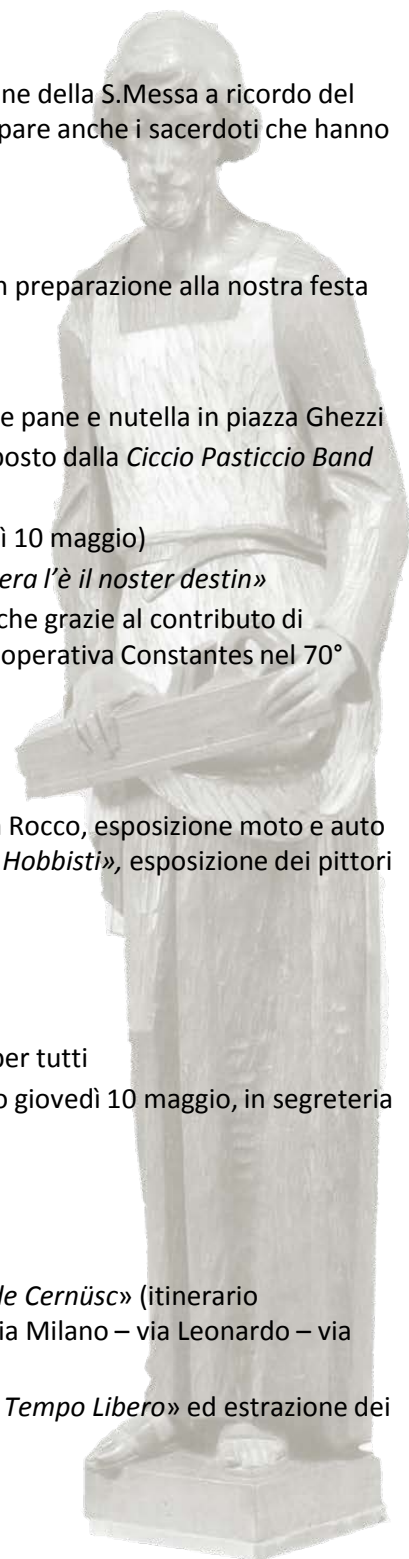 ne della S.Messa a ricordo del
pare anche i sacerdoti che hanno
n preparazione alla nostra festa
e pane e nutella in piazza Ghezzi
posto dalla Ciccio Pasticcio Band
ì 10 maggio)
era l’è il noster destin»
che grazie al contributo di
ooperativa Constantes nel 70°
n Rocco, esposizione moto e auto
Hobbisti», esposizione dei pittori
per tutti
o giovedì 10 maggio, in segreteria
de Cernüsc» (itinerario
ia Milano – via Leonardo – via
Tempo Libero» ed estrazione dei